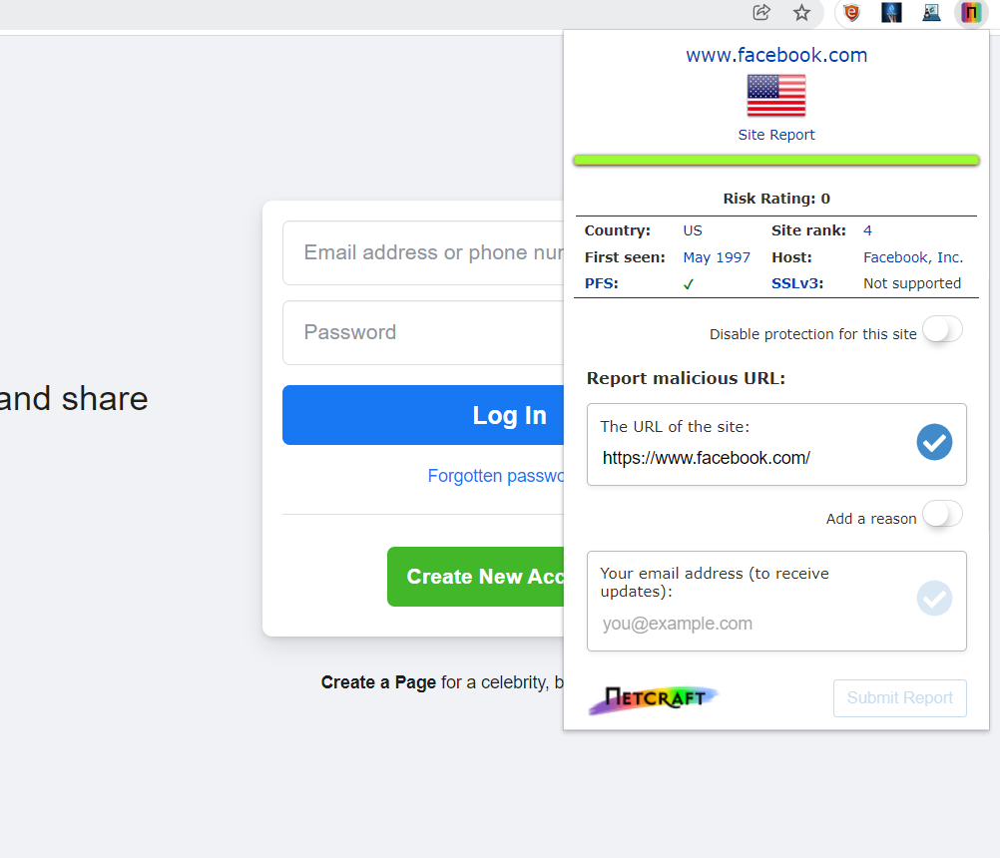 www.facebook.com
Site Report
Risk Rating: 0
Country: US Site rank: 4
First seen: May 1997 Host: Facebook, Inc.
PFS: ✓ SSLv3: Not supported
Disable protection for this site
Report malicious URL:
The URL of the site:
https://www.facebook.com/
Add a reason
Your email address (to receive
updates):
you@example.com
NETCRAFT
Submit Report
and share
Email address or phone nu
Password
Log In
Forgotten passwo
Create New Acc
Create a Page for a celebrity, b